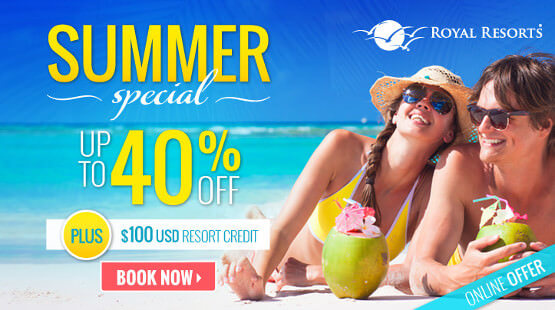 SUMMER
special
UP TO 40% OFF
PLUS $100 USD RESORT CREDIT
BOOK NOW
ROYAL RESORTS®
ONLINE OFFER